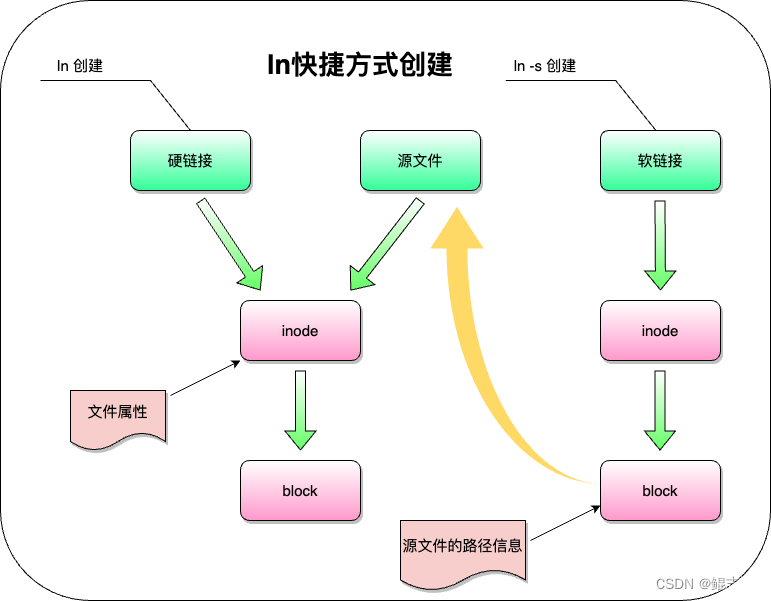 ln快捷方式创建
ln 创建
ln -s 创建
硬链接
源文件
软链接
inode
inode
文件属性
block
block
源文件的路径信息
CSDN @鲲